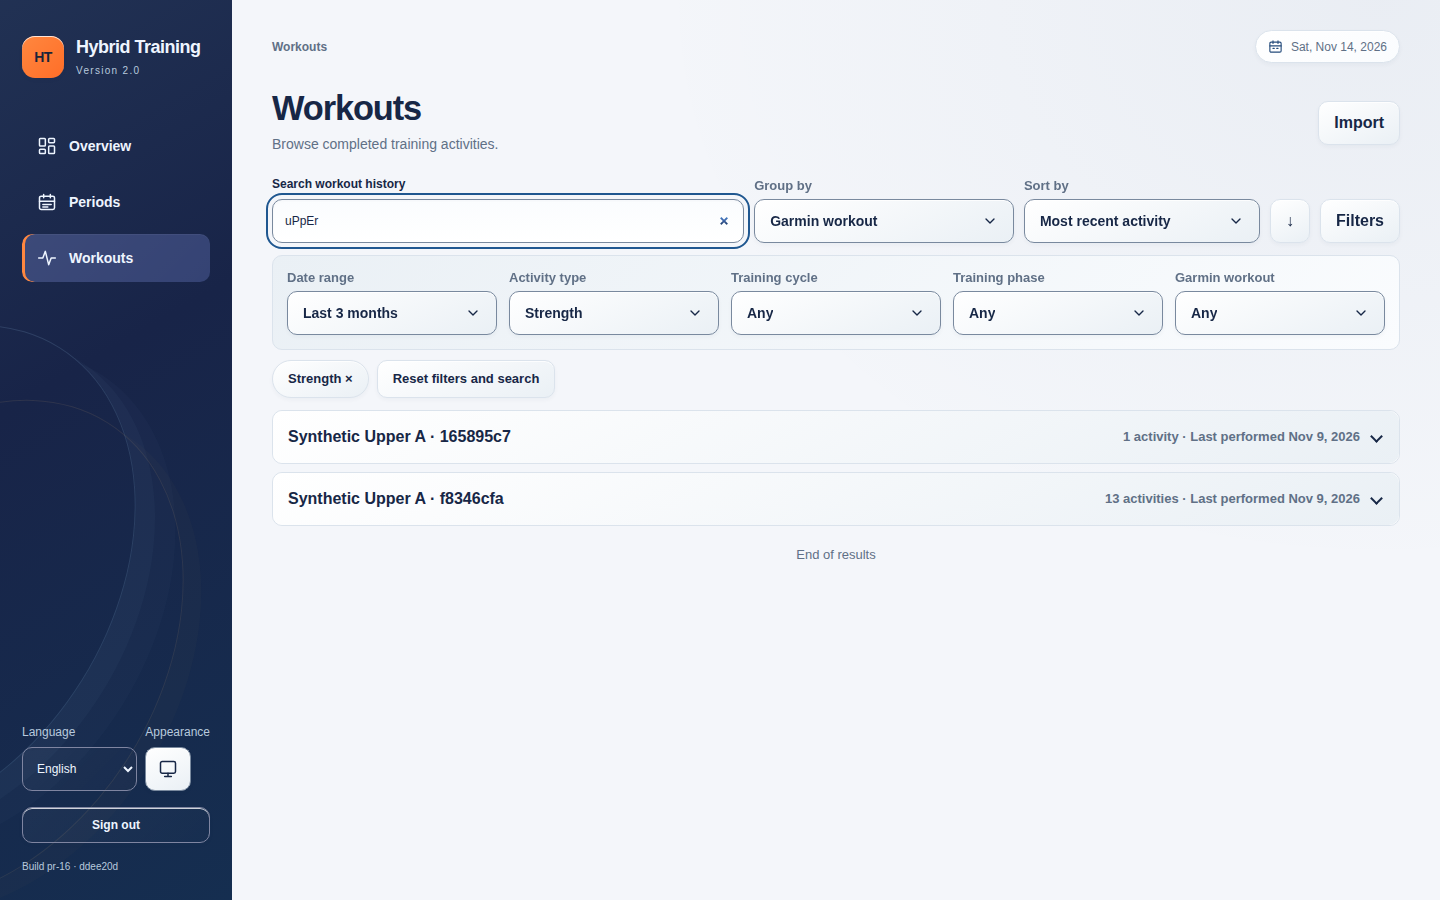 HT
Hybrid Training
Version 2.0
Overview
Periods
Workouts
Language
Appearance
English
Sign out
Build pr-16 · ddee20d
Workouts
Sat, Nov 14, 2026
Workouts
Browse completed training activities.
Import
Search workout history
Group by
Sort by
uPpEr ×
Garmin workout
Most recent activity
↓
Filters
Date range
Activity type
Training cycle
Training phase
Garmin workout
Last 3 months
Strength
Any
Any
Any
Strength ×
Reset filters and search
Synthetic Upper A · 165895c7
1 activity · Last performed Nov 9, 2026
Synthetic Upper A · f8346cfa
13 activities · Last performed Nov 9, 2026
End of results